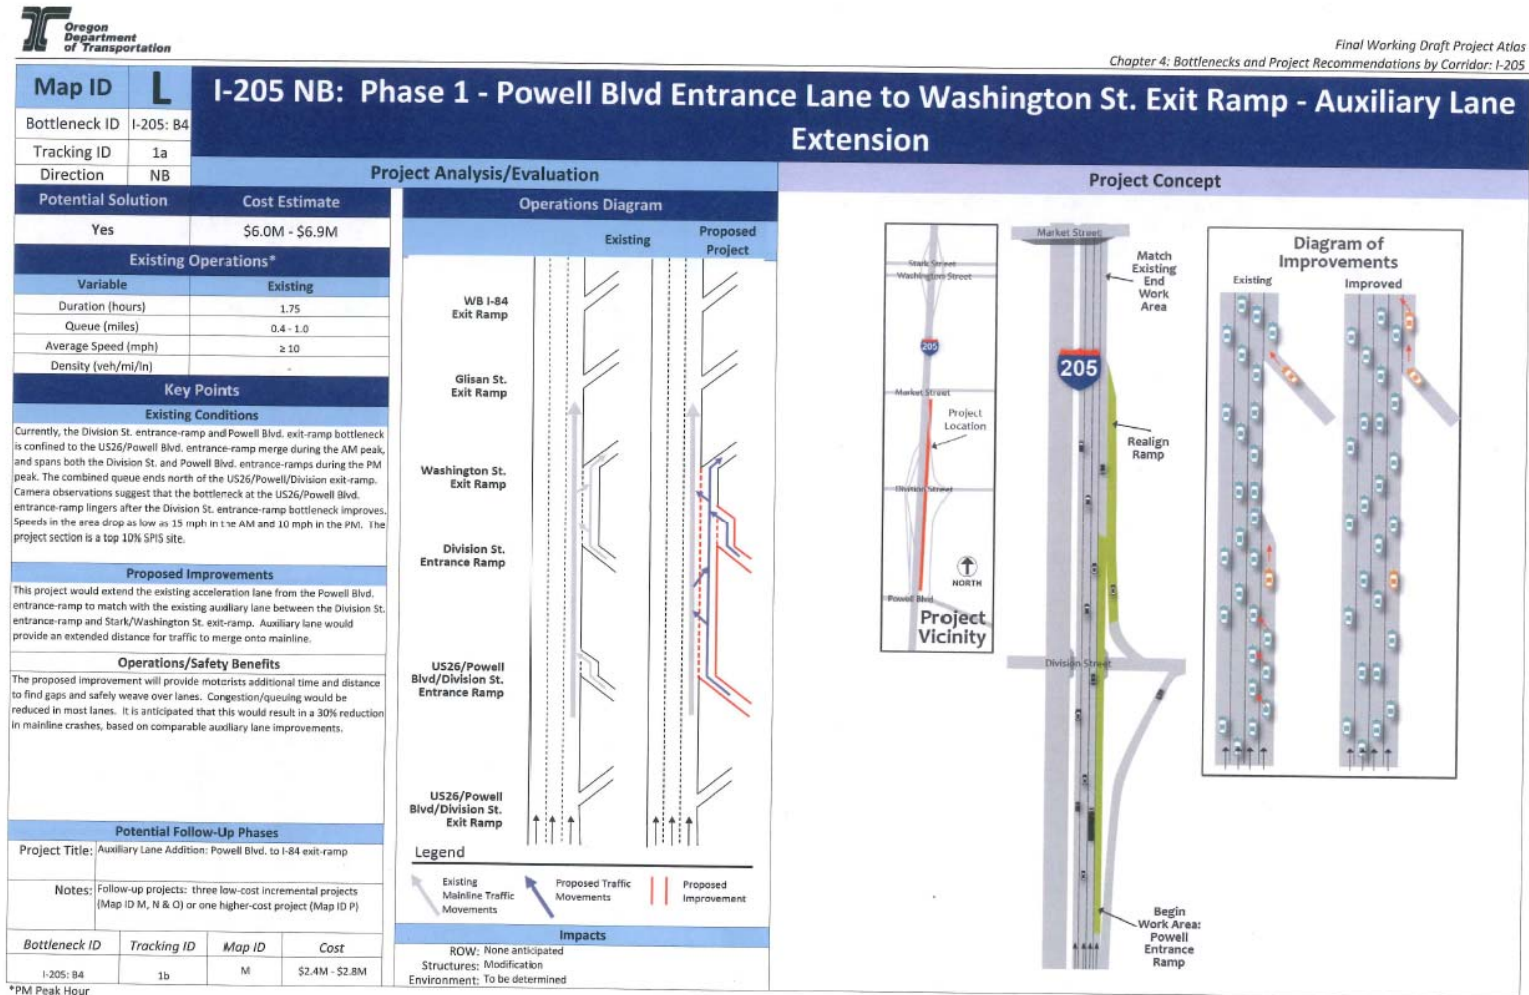 Oregon
Department
of Transportation
Final Working Draft Project Atlas
Chapter 4: Bottlenecks and Project Recommendations by Corridor: I-205
Map ID L
I-205 NB: Phase 1 - Powell Blvd Entrance Lane to Washington St. Exit Ramp - Auxiliary Lane
Extension
Bottleneck ID I-205: B4
Tracking ID 1a
Direction NB
Project Analysis/Evaluation
Project Concept
Potential Solution Cost Estimate
Yes $6.0M - $6.9M
Existing Operations*
Variable Existing
Duration (hours) 1.75
Queue (miles) 0.4 - 1.0
Average Speed (mph) ≥ 10
Density (veh/mi/ln) -
Key Points
Existing Conditions
Currently, the Division St. entrance-ramp and Powell Blvd. exit-ramp bottleneck
is confined to the US26/Powell Blvd. entrance-ramp merge during the AM peak,
and spans both the Division St. and Powell Blvd. entrance-ramps during the PM
peak. The combined queue ends north of the US26/Powell/Division exit-ramp.
Camera observations suggest that the bottleneck at the US26/Powell Blvd.
entrance-ramp lingers after the Division St. entrance-ramp bottleneck improves.
Speeds in the area drop as low as 15 mph in the AM and 10 mph in the PM. The
project section is a top 10% SPIS site.
Proposed Improvements
This project would extend the existing acceleration lane from the Powell Blvd.
entrance-ramp to match with the existing auxiliary lane between the Division St.
entrance-ramp and Stark/Washington St. exit-ramp. Auxiliary lane would
provide an extended distance for traffic to merge onto mainline.
Operations/Safety Benefits
The proposed improvement will provide motorists additional time and distance
to find gaps and safely weave over lanes. Congestion/queuing would be
reduced in most lanes. It is anticipated that this would result in a 30% reduction
in mainline crashes, based on comparable auxiliary lane improvements.
Potential Follow-Up Phases
Project Title: Auxiliary Lane Addition: Powell Blvd. to I-84 exit-ramp
Notes: Follow-up projects: three low-cost incremental projects
(Map ID M, N & O) or one higher-cost project (Map ID P)
Bottleneck ID Tracking ID Map ID Cost
I-205: B4 1b M $2.4M - $2.8M
*PM Peak Hour
Operations Diagram
Existing Proposed
Project
WB I-84
Exit Ramp
Glisan St.
Exit Ramp
Washington St.
Exit Ramp
Division St.
Entrance Ramp
US26/Powell
Blvd/Division St.
Entrance Ramp
US26/Powell
Blvd/Division St.
Exit Ramp
Legend
Existing
Mainline Traffic
Movements
Proposed Traffic
Movements
Proposed
Improvement
Impacts
ROW: None anticipated
Structures: Modification
Environment: To be determined
Stark Street
Washington Street
205
Market Street
Project
Location
Division Street
NORTH
Powell Blvd
Project
Vicinity
Market Street
Match
Existing
End
Work
Area
205
Realign
Ramp
Division Street
Begin
Work Area:
Powell
Entrance
Ramp
Diagram of
Improvements
Existing Improved